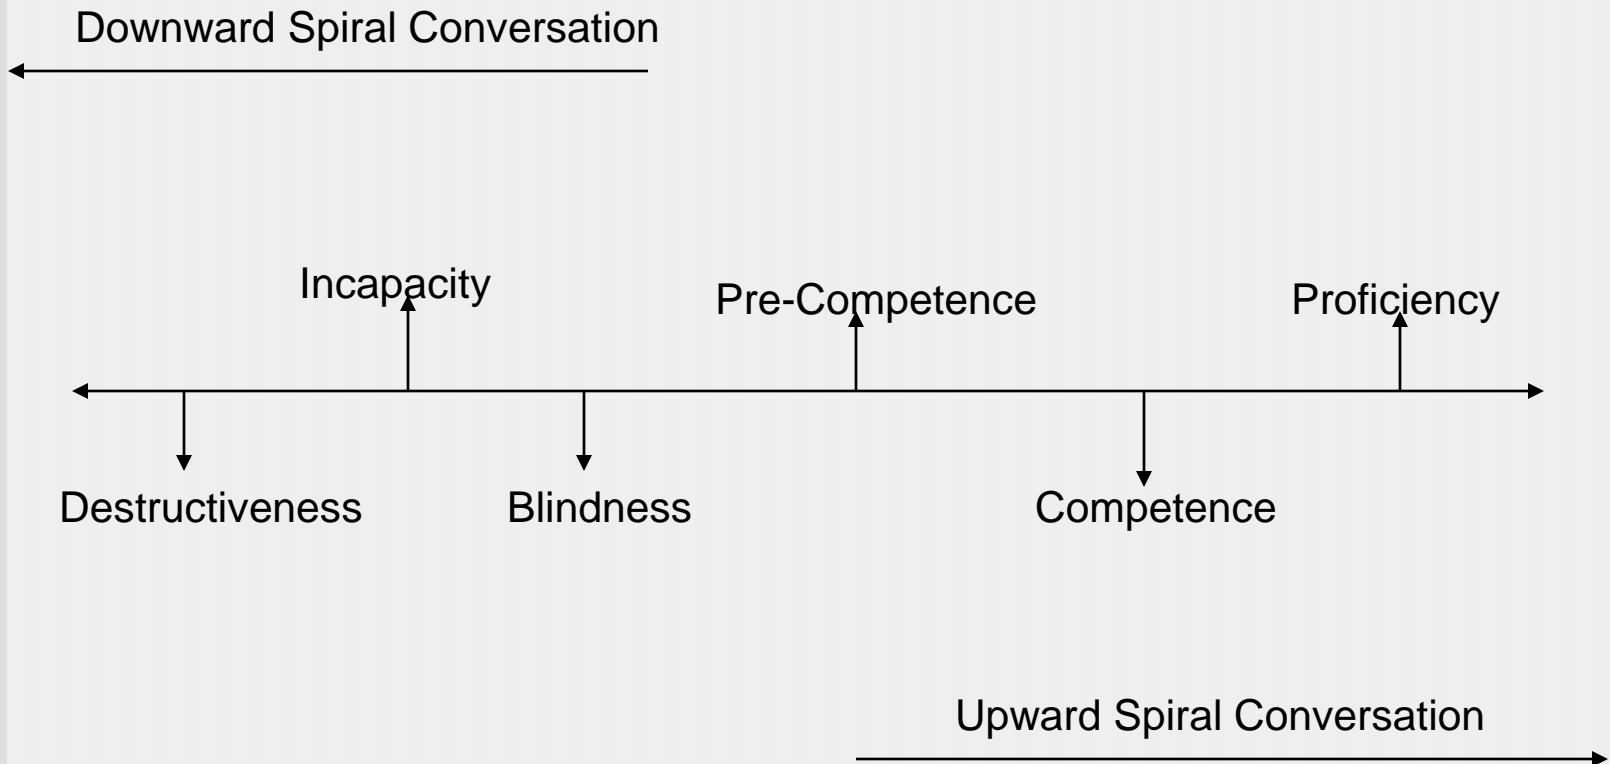 Downward Spiral Conversation
Incapacity
Pre-Competence
Proficiency
Destructiveness
Blindness
Competence
Upward Spiral Conversation